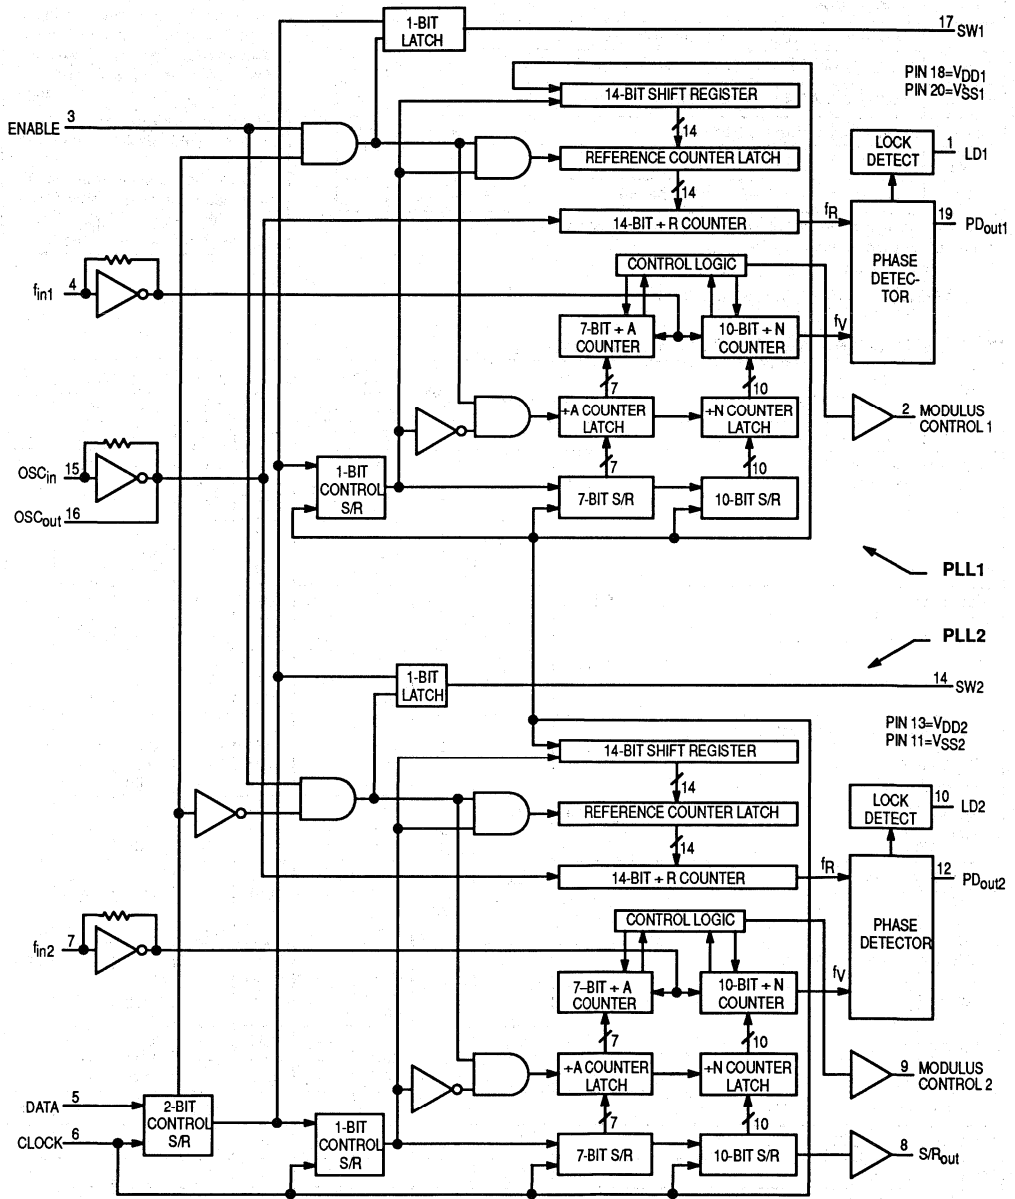 1-BIT
LATCH
17
SW1
PIN 18=VDD1
PIN 20=VSS1
14-BIT SHIFT REGISTER
ENABLE
3
14
LOCK
DETECT
1
LD1
REFERENCE COUNTER LATCH
14
14-BIT ÷ R COUNTER
fR
19
PDout1
CONTROL LOGIC
PHASE
DETEC-
TOR
fin1
4
7-BIT ÷ A
COUNTER
10-BIT ÷ N
COUNTER
fV
7
10
÷A COUNTER
LATCH
÷N COUNTER
LATCH
2
MODULUS
CONTROL 1
OSCin
15
7
10
1-BIT
CONTROL
S/R
7-BIT S/R
10-BIT S/R
OSCout
16
PLL1
PLL2
1-BIT
LATCH
14
SW2
PIN 13=VDD2
PIN 11=VSS2
14-BIT SHIFT REGISTER
14
LOCK
DETECT
10
LD2
REFERENCE COUNTER LATCH
14
14-BIT ÷ R COUNTER
fR
12
PDout2
CONTROL LOGIC
PHASE
DETECTOR
fin2
7
7-BIT ÷ A
COUNTER
10-BIT ÷ N
COUNTER
fV
7
10
÷A COUNTER
LATCH
÷N COUNTER
LATCH
9
MODULUS
CONTROL 2
DATA
5
2-BIT
CONTROL
S/R
7
10
CLOCK
6
1-BIT
CONTROL
S/R
7-BIT S/R
10-BIT S/R
8
S/Rout